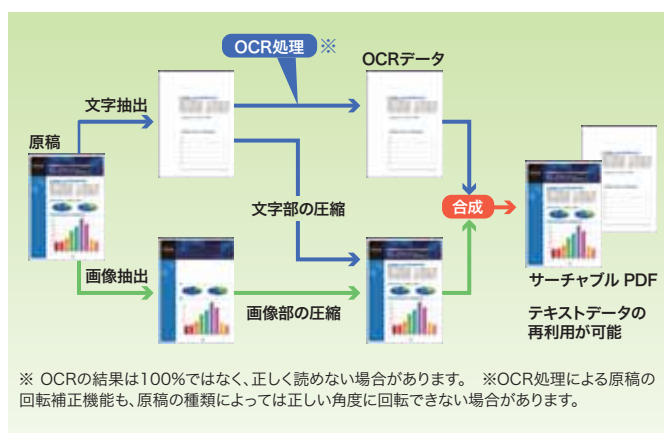 OCR処理 ※
OCRデータ
文字抽出
原稿
文字部の圧縮
合成
画像抽出
画像部の圧縮
サーチャブル PDF
テキストデータの
再利用が可能
※ OCRの結果は100%ではなく、正しく読めない場合があります。 ※OCR処理による原稿の
回転補正機能も、原稿の種類によっては正しい角度に回転できない場合があります。